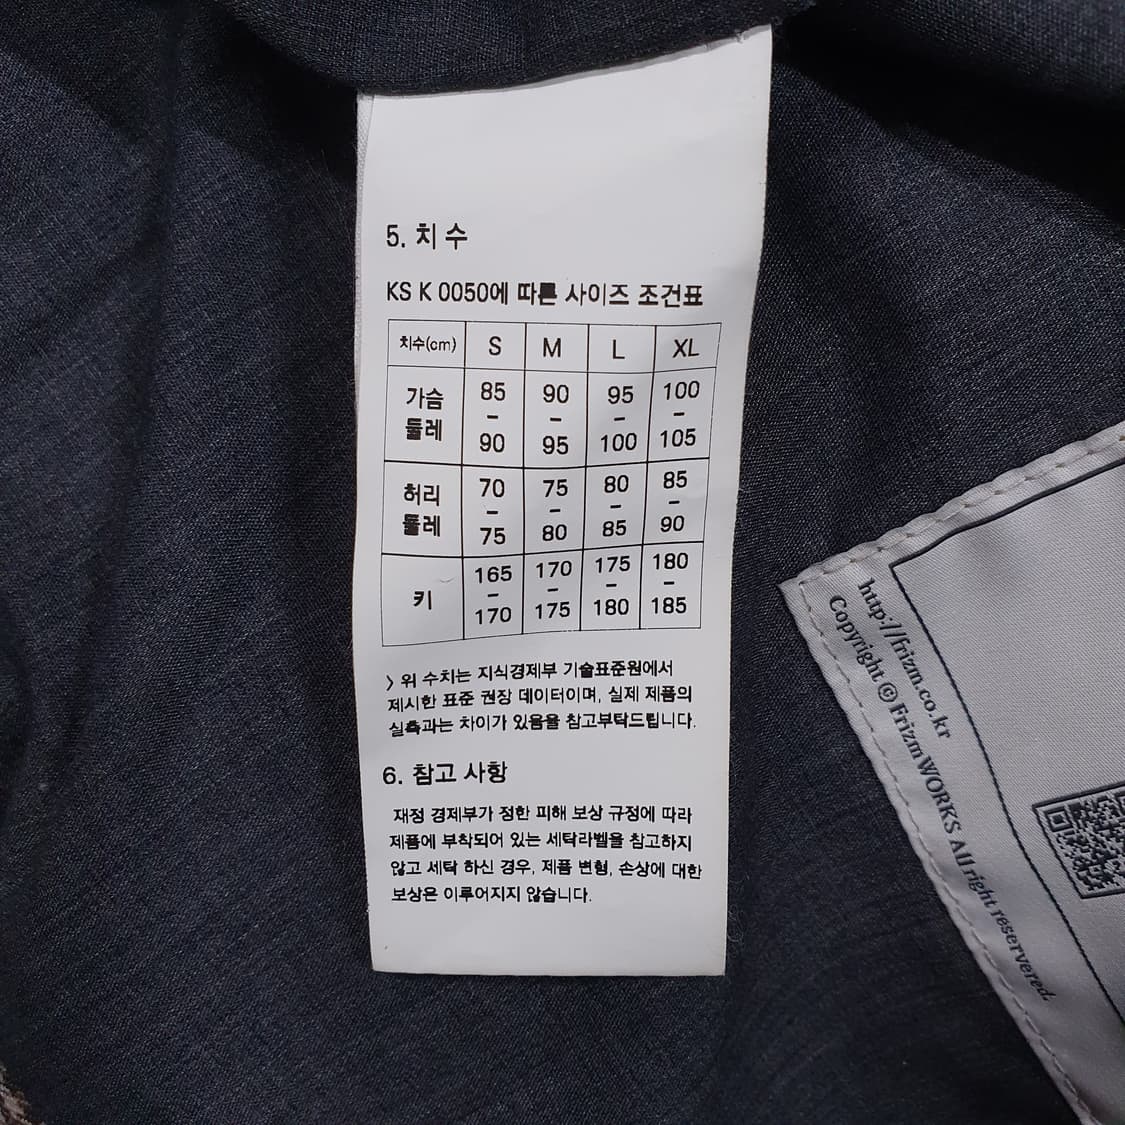 5. 치 수
KS K 0050에 따른 사이즈 조건표
치수(cm) S M L XL
가슴 둘레 85 - 90 90 - 95 95 - 100 100 - 105
허리 둘레 70 - 75 75 - 80 80 - 85 85 - 90
키 165 - 170 170 - 175 175 - 180 180 - 185
> 위 수치는 지식경제부 기술표준원에서
제시한 표준 권장 데이터이며, 실제 제품의
실측과는 차이가 있음을 참고부탁드립니다.
6. 참고 사항
재정 경제부가 정한 피해 보상 규정에 따라
제품에 부착되어 있는 세탁라벨을 참고하지
않고 세탁 하신 경우, 제품 변형, 손상에 대한
보상은 이루어지지 않습니다.
http://frizm.co.kr
Copyright © FrizmWORKS All right reservered.